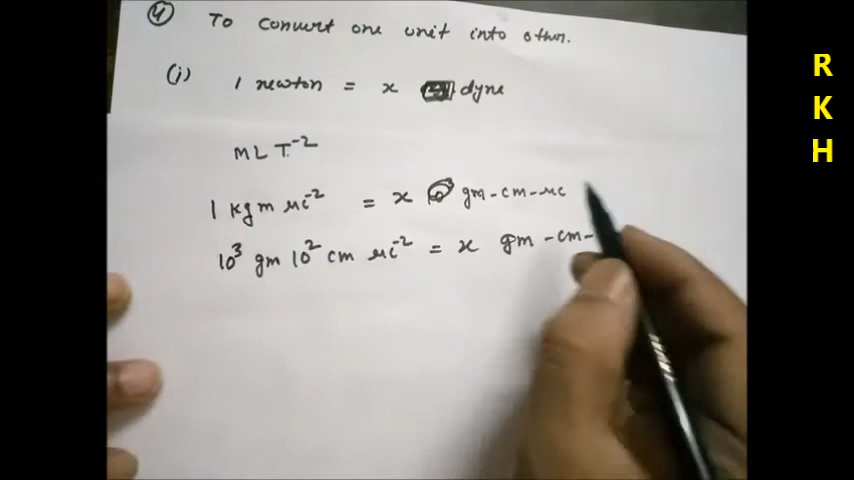 ④ To convert one unit into other.
(i) 1 newton = x dyne
MLT⁻²
1 kgm sec⁻² = x gm-cm-sec
10³ gm 10² cm sec⁻² = x gm-cm-
R
K
H